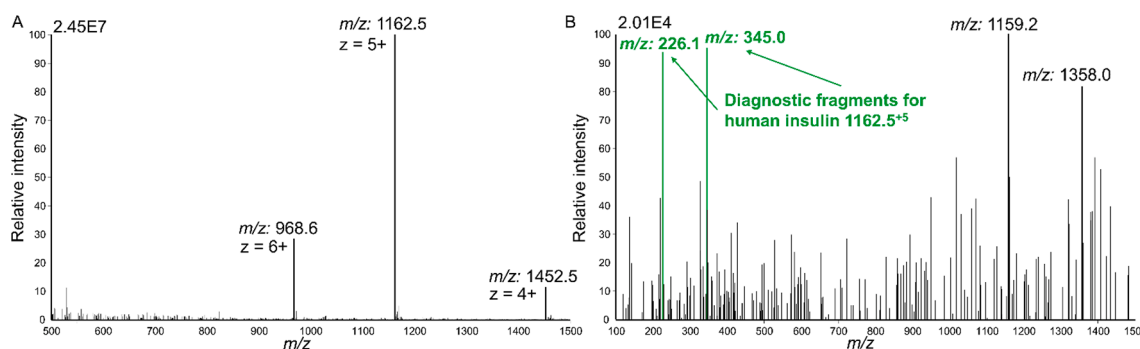 A
2.45E7
m/z: 1162.5
z = 5+
m/z: 968.6
z = 6+
m/z: 1452.5
z = 4+
Relative intensity
100
90
80
70
60
50
40
30
20
10
0
500
600
700
800
900
1000
1100
1200
1300
1400
1500
m/z
B
2.01E4
m/z: 226.1
m/z: 345.0
m/z: 1159.2
m/z: 1358.0
Diagnostic fragments for
human insulin 1162.5+5
Relative intensity
100
90
80
70
60
50
40
30
20
10
0
100
200
300
400
500
600
700
800
900
1000
1100
1200
1300
1400
m/z